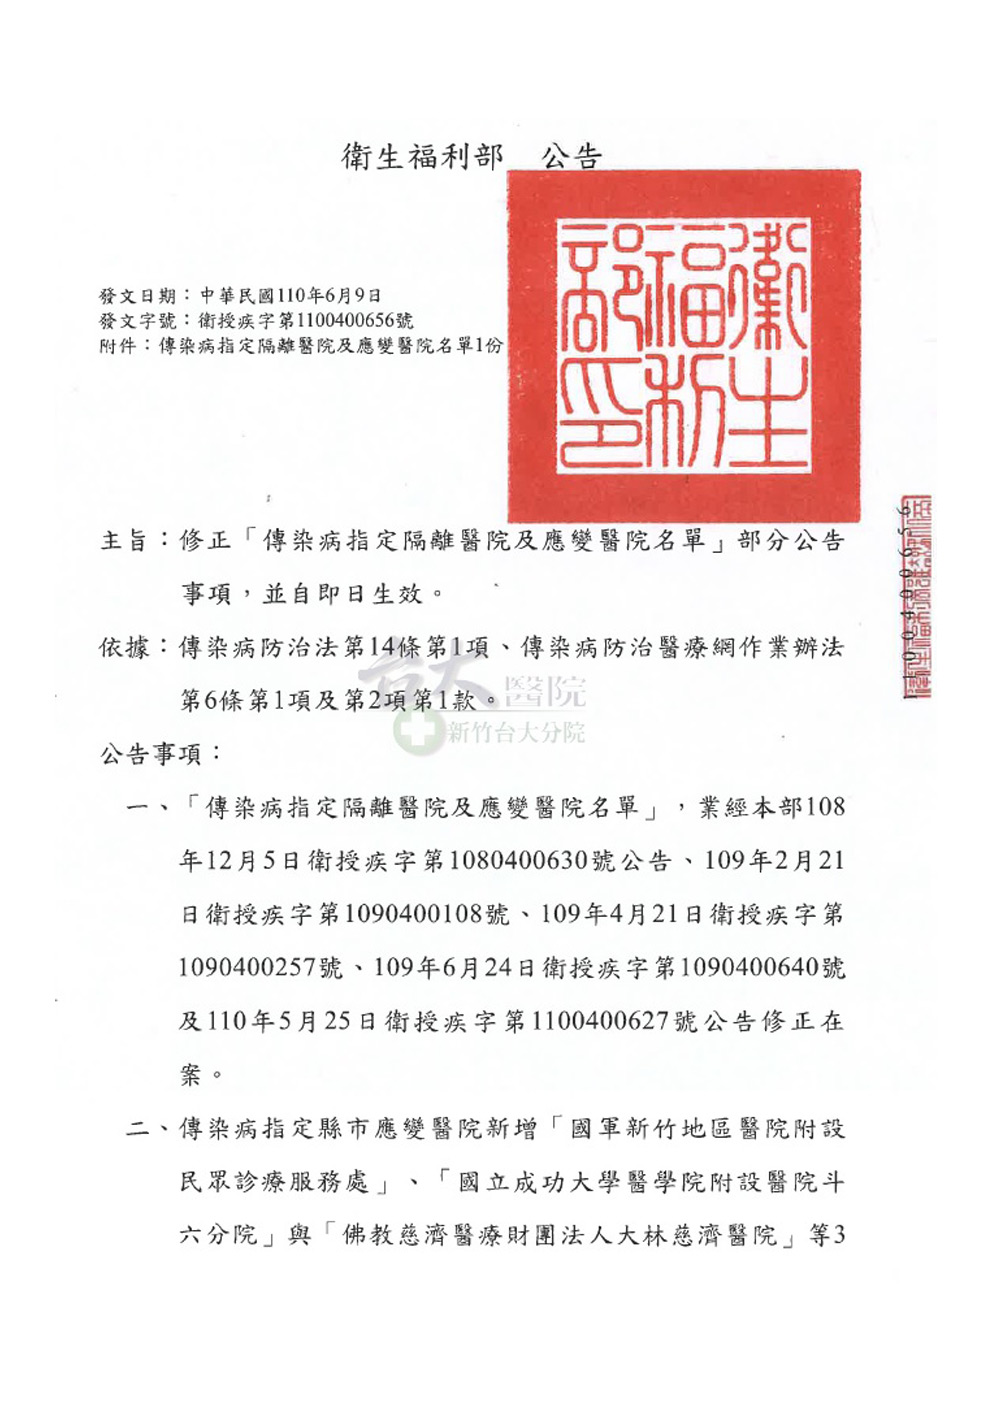 衛生福利部 公告
衛生福利部印
發文日期：中華民國110年6月9日
發文字號：衛授疾字第1100400656號
附件：傳染病指定隔離醫院及應變醫院名單1份
主旨：修正「傳染病指定隔離醫院及應變醫院名單」部分公告
事項，並自即日生效。
依據：傳染病防治法第14條第1項、傳染病防治醫療網作業辦法
第6條第1項及第2項第1款。
台大醫院
新竹台大分院
公告事項：
一、「傳染病指定隔離醫院及應變醫院名單」，業經本部108
年12月5日衛授疾字第1080400630號公告、109年2月21
日衛授疾字第1090400108號、109年4月21日衛授疾字第
1090400257號、109年6月24日衛授疾字第1090400640號
及110年5月25日衛授疾字第1100400627號公告修正在
案。
二、傳染病指定縣市應變醫院新增「國軍新竹地區醫院附設
民眾診療服務處」、「國立成功大學醫學院附設醫院斗
六分院」與「佛教慈濟醫療財團法人大林慈濟醫院」等3
1100400656